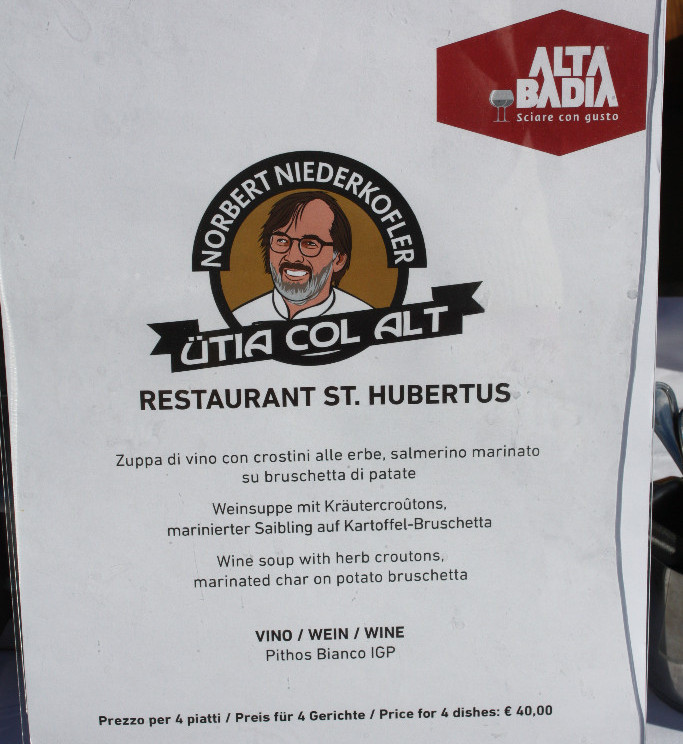 ALTA
BADIA
Sciare con gusto
NORBERT NIEDERKOFLER
ÜTIA COL ALT
RESTAURANT ST. HUBERTUS
Zuppa di vino con crostini alle erbe, salmerino marinato
su bruschetta di patate
Weinsuppe mit Kräutercroûtons,
marinierter Saibling auf Kartoffel-Bruschetta
Wine soup with herb croutons,
marinated char on potato bruschetta
VINO / WEIN / WINE
Pithos Bianco IGP
Prezzo per 4 piatti / Preis für 4 Gerichte / Price for 4 dishes: € 40,00